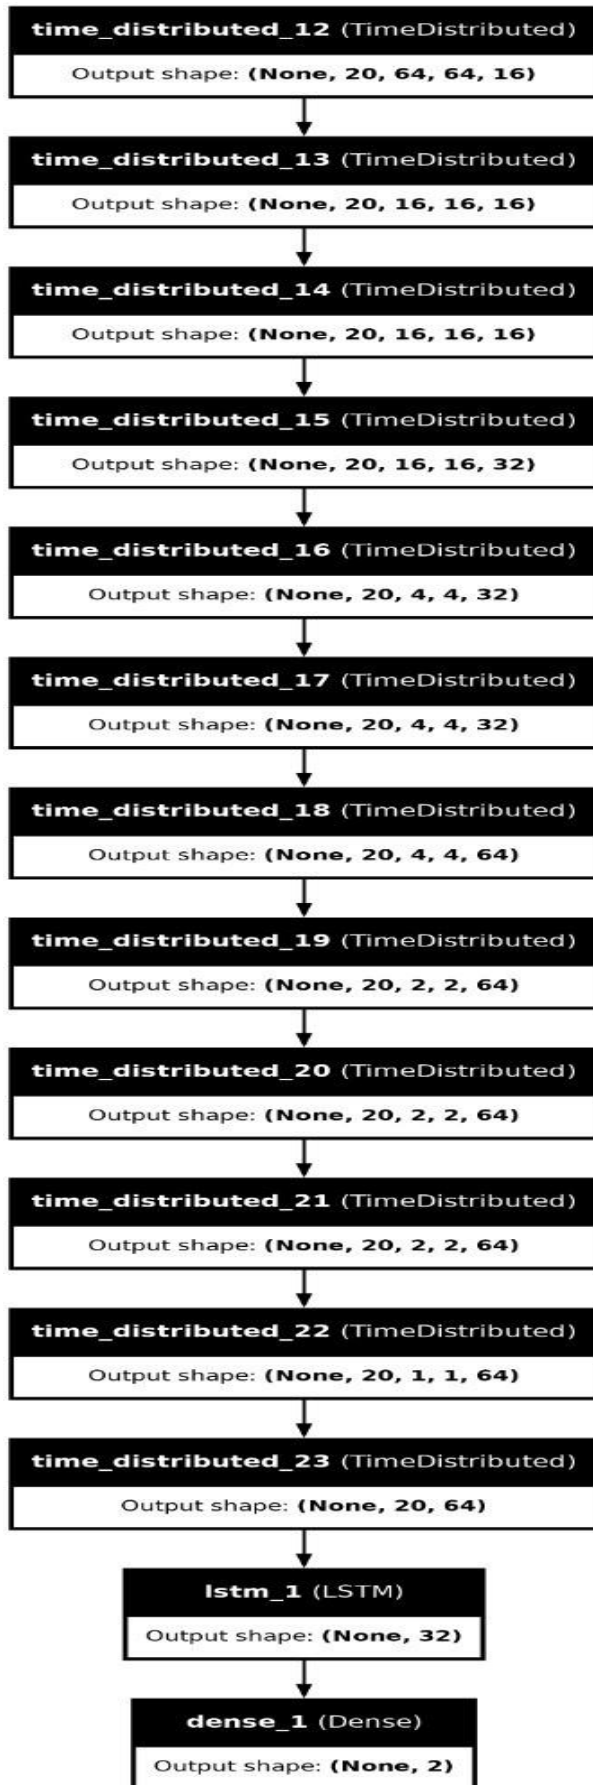 time_distributed_12 (TimeDistributed)
Output shape: (None, 20, 64, 64, 16)
time_distributed_13 (TimeDistributed)
Output shape: (None, 20, 16, 16, 16)
time_distributed_14 (TimeDistributed)
Output shape: (None, 20, 16, 16, 16)
time_distributed_15 (TimeDistributed)
Output shape: (None, 20, 16, 16, 32)
time_distributed_16 (TimeDistributed)
Output shape: (None, 20, 4, 4, 32)
time_distributed_17 (TimeDistributed)
Output shape: (None, 20, 4, 4, 32)
time_distributed_18 (TimeDistributed)
Output shape: (None, 20, 4, 4, 64)
time_distributed_19 (TimeDistributed)
Output shape: (None, 20, 2, 2, 64)
time_distributed_20 (TimeDistributed)
Output shape: (None, 20, 2, 2, 64)
time_distributed_21 (TimeDistributed)
Output shape: (None, 20, 2, 2, 64)
time_distributed_22 (TimeDistributed)
Output shape: (None, 20, 1, 1, 64)
time_distributed_23 (TimeDistributed)
Output shape: (None, 20, 64)
lstm_1 (LSTM)
Output shape: (None, 32)
dense_1 (Dense)
Output shape: (None, 2)